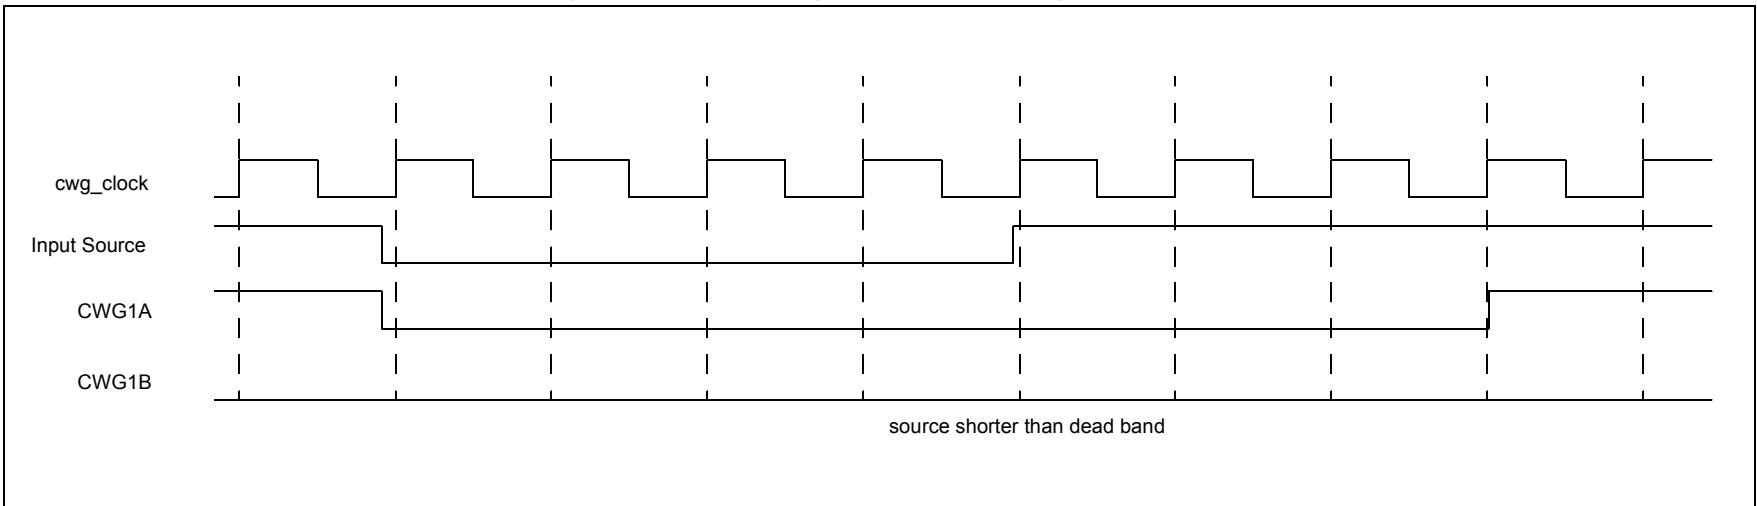 cwg_clock
Input Source
CWG1A
CWG1B
source shorter than dead band